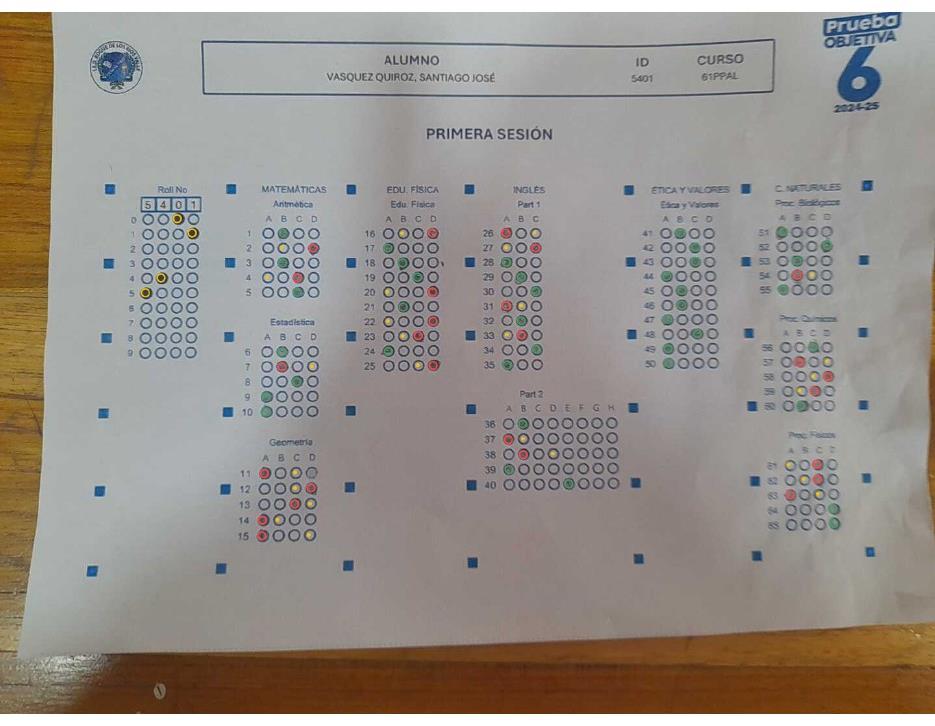 Prueba
OBJETIVA
6
2024-25
ALUMNO ID CURSO
VASQUEZ QUIROZ, SANTIAGO JOSÉ 5401 61PPAL
PRIMERA SESIÓN
Roll No MATEMÁTICAS EDU. FÍSICA INGLÉS ÉTICA Y VALORES C. NATURALES
5 4 0 1 Aritmética Edu. Física Part 1 Ética y Valores Proc. Biológicos
A B C D A B C D A B C A B C D A B C D
0
1 1 16 26 41 51
2 2 17 27 42 52
3 3 18 28 43 53
4 4 19 29 44 54
5 5 20 30 45 55
6 21 31 46
7 Estadística 22 32 47 Proc. Químicos
A B C D A B C D
8 6 23 33 48 56
9 7 24 34 49 57
8 25 35 50 58
9 59
10 60
Part 2
A B C D E F G H
36
37
Geometría Proc. Físicos
A B C D A B C D
11 38 61
12 39 62
13 40 63
14 64
15 65